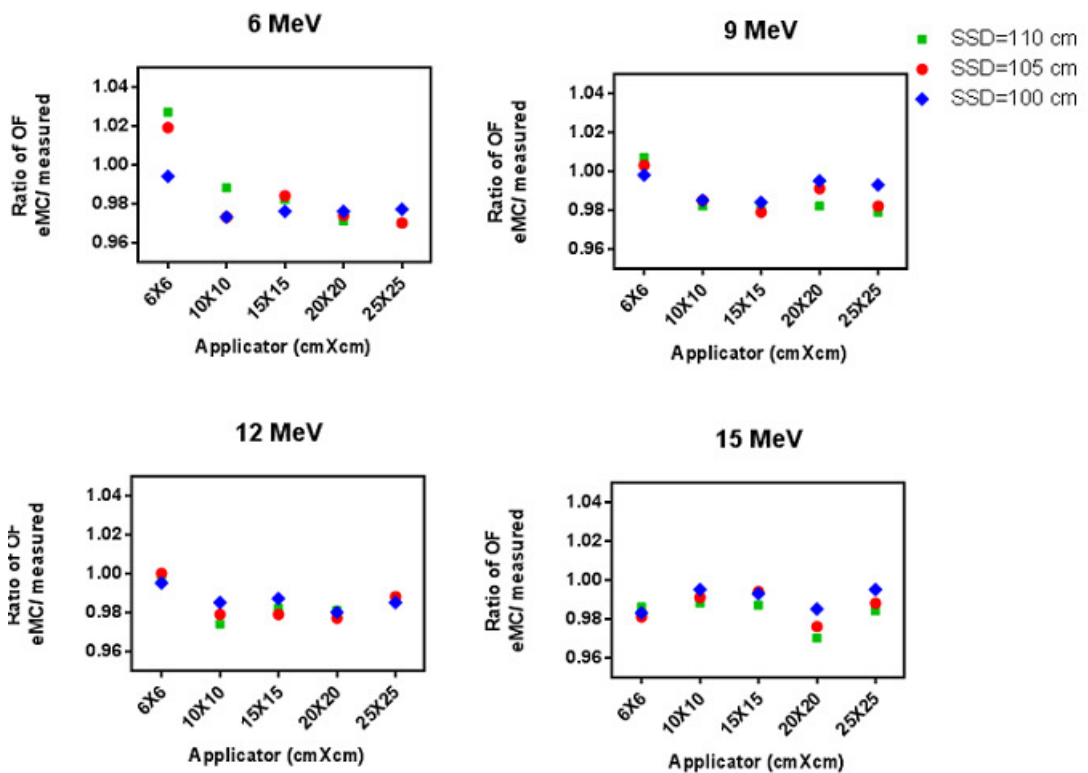 6 MeV
Ratio of OF
eMC/ measured
1.04
1.02
1.00
0.98
0.96
6X6
10X10
15X15
20X20
25X25
Applicator (cmXcm)
9 MeV
Ratio of OF
eMC/ measured
1.04
1.02
1.00
0.98
0.96
6X6
10X10
15X15
20X20
25X25
Applicator (cmXcm)
SSD=110 cm
SSD=105 cm
SSD=100 cm
12 MeV
Ratio of OF
eMC/ measured
1.04
1.02
1.00
0.98
0.96
6X6
10X10
15X15
20X20
25X25
Applicator (cmXcm)
15 MeV
Ratio of OF
eMC/ measured
1.04
1.02
1.00
0.98
0.96
6X6
10X10
15X15
20X20
25X25
Applicator (cmXcm)